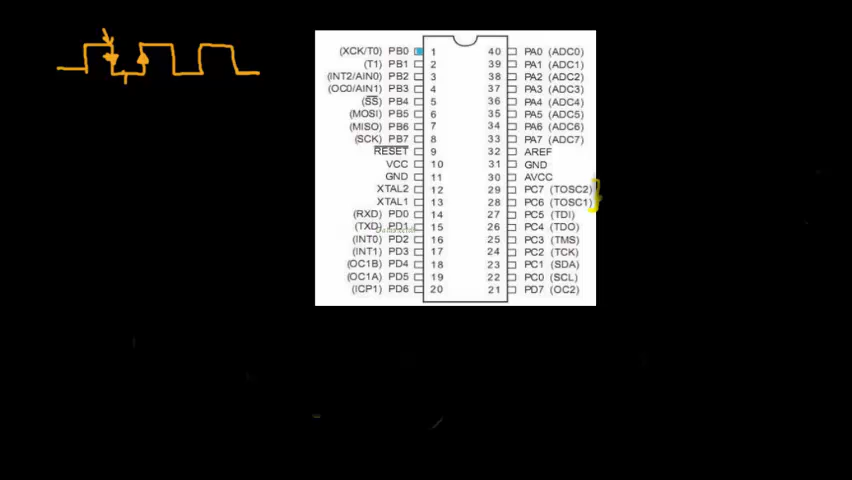 (XCK/T0) PB0 1 40 PA0 (ADC0)
(T1) PB1 2 39 PA1 (ADC1)
(INT2/AIN0) PB2 3 38 PA2 (ADC2)
(OC0/AIN1) PB3 4 37 PA3 (ADC3)
(SS) PB4 5 36 PA4 (ADC4)
(MOSI) PB5 6 35 PA5 (ADC5)
(MISO) PB6 7 34 PA6 (ADC6)
(SCK) PB7 8 33 PA7 (ADC7)
RESET 9 32 AREF
VCC 10 31 GND
GND 11 30 AVCC
XTAL2 12 29 PC7 (TOSC2)
XTAL1 13 28 PC6 (TOSC1)
(RXD) PD0 14 27 PC5 (TDI)
(TXD) PD1 15 26 PC4 (TDO)
(INT0) PD2 16 25 PC3 (TMS)
(INT1) PD3 17 24 PC2 (TCK)
(OC1B) PD4 18 23 PC1 (SDA)
(OC1A) PD5 19 22 PC0 (SCL)
(ICP1) PD6 20 21 PD7 (OC2)